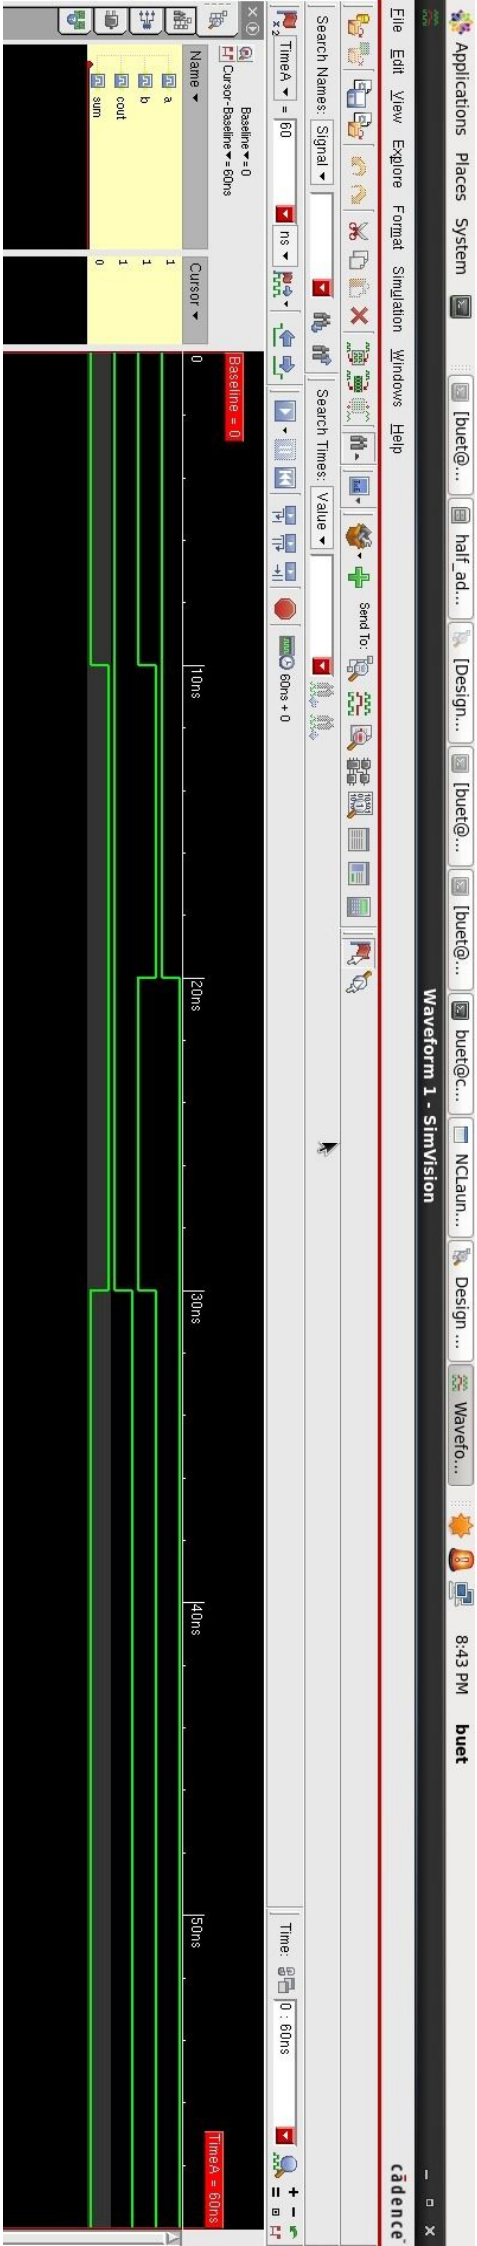 Applications Places System [buet@... half_ad... [Design... [buet@... [buet@... buet@c... NCLaun... Design ... Wavefo... 8:43 PM buet
Waveform 1 - SimVision
File Edit View Explore Format Simulation Windows Help cādence
Send To:
Search Names: Signal Search Times: Value
TimeA = 60 ns 60ns + 0 Time: 0 : 60ns
Baseline = 0
Cursor-Baseline = 60ns
Baseline = 0
TimeA = 60ns
Name Cursor 0 10ns 20ns 30ns 40ns 50ns
a 1
b 1
cout 1
sum 0